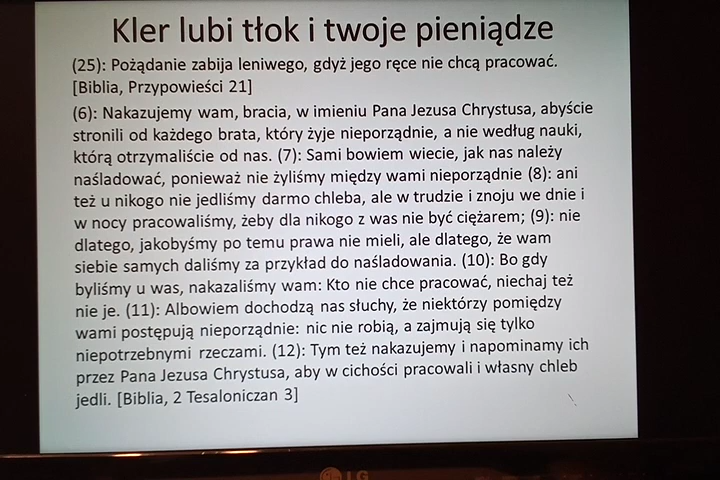 Kler lubi tłok i twoje pieniądze
(25): Pożądanie zabija leniwego, gdyż jego ręce nie chcą pracować.
[Biblia, Przypowieści 21]
(6): Nakazujemy wam, bracia, w imieniu Pana Jezusa Chrystusa, abyście
stronili od każdego brata, który żyje nieporządnie, a nie według nauki,
którą otrzymaliście od nas. (7): Sami bowiem wiecie, jak nas należy
naśladować, ponieważ nie żyliśmy między wami nieporządnie (8): ani
też u nikogo nie jedliśmy darmo chleba, ale w trudzie i znoju we dnie i
w nocy pracowaliśmy, żeby dla nikogo z was nie być ciężarem; (9): nie
dlatego, jakobyśmy po temu prawa nie mieli, ale dlatego, że wam
siebie samych daliśmy za przykład do naśladowania. (10): Bo gdy
byliśmy u was, nakazaliśmy wam: Kto nie chce pracować, niechaj też
nie je. (11): Albowiem dochodzą nas słuchy, że niektórzy pomiędzy
wami postępują nieporządnie: nic nie robią, a zajmują się tylko
niepotrzebnymi rzeczami. (12): Tym też nakazujemy i napominamy ich
przez Pana Jezusa Chrystusa, aby w cichości pracowali i własny chleb
jedli. [Biblia, 2 Tesaloniczan 3]
LG